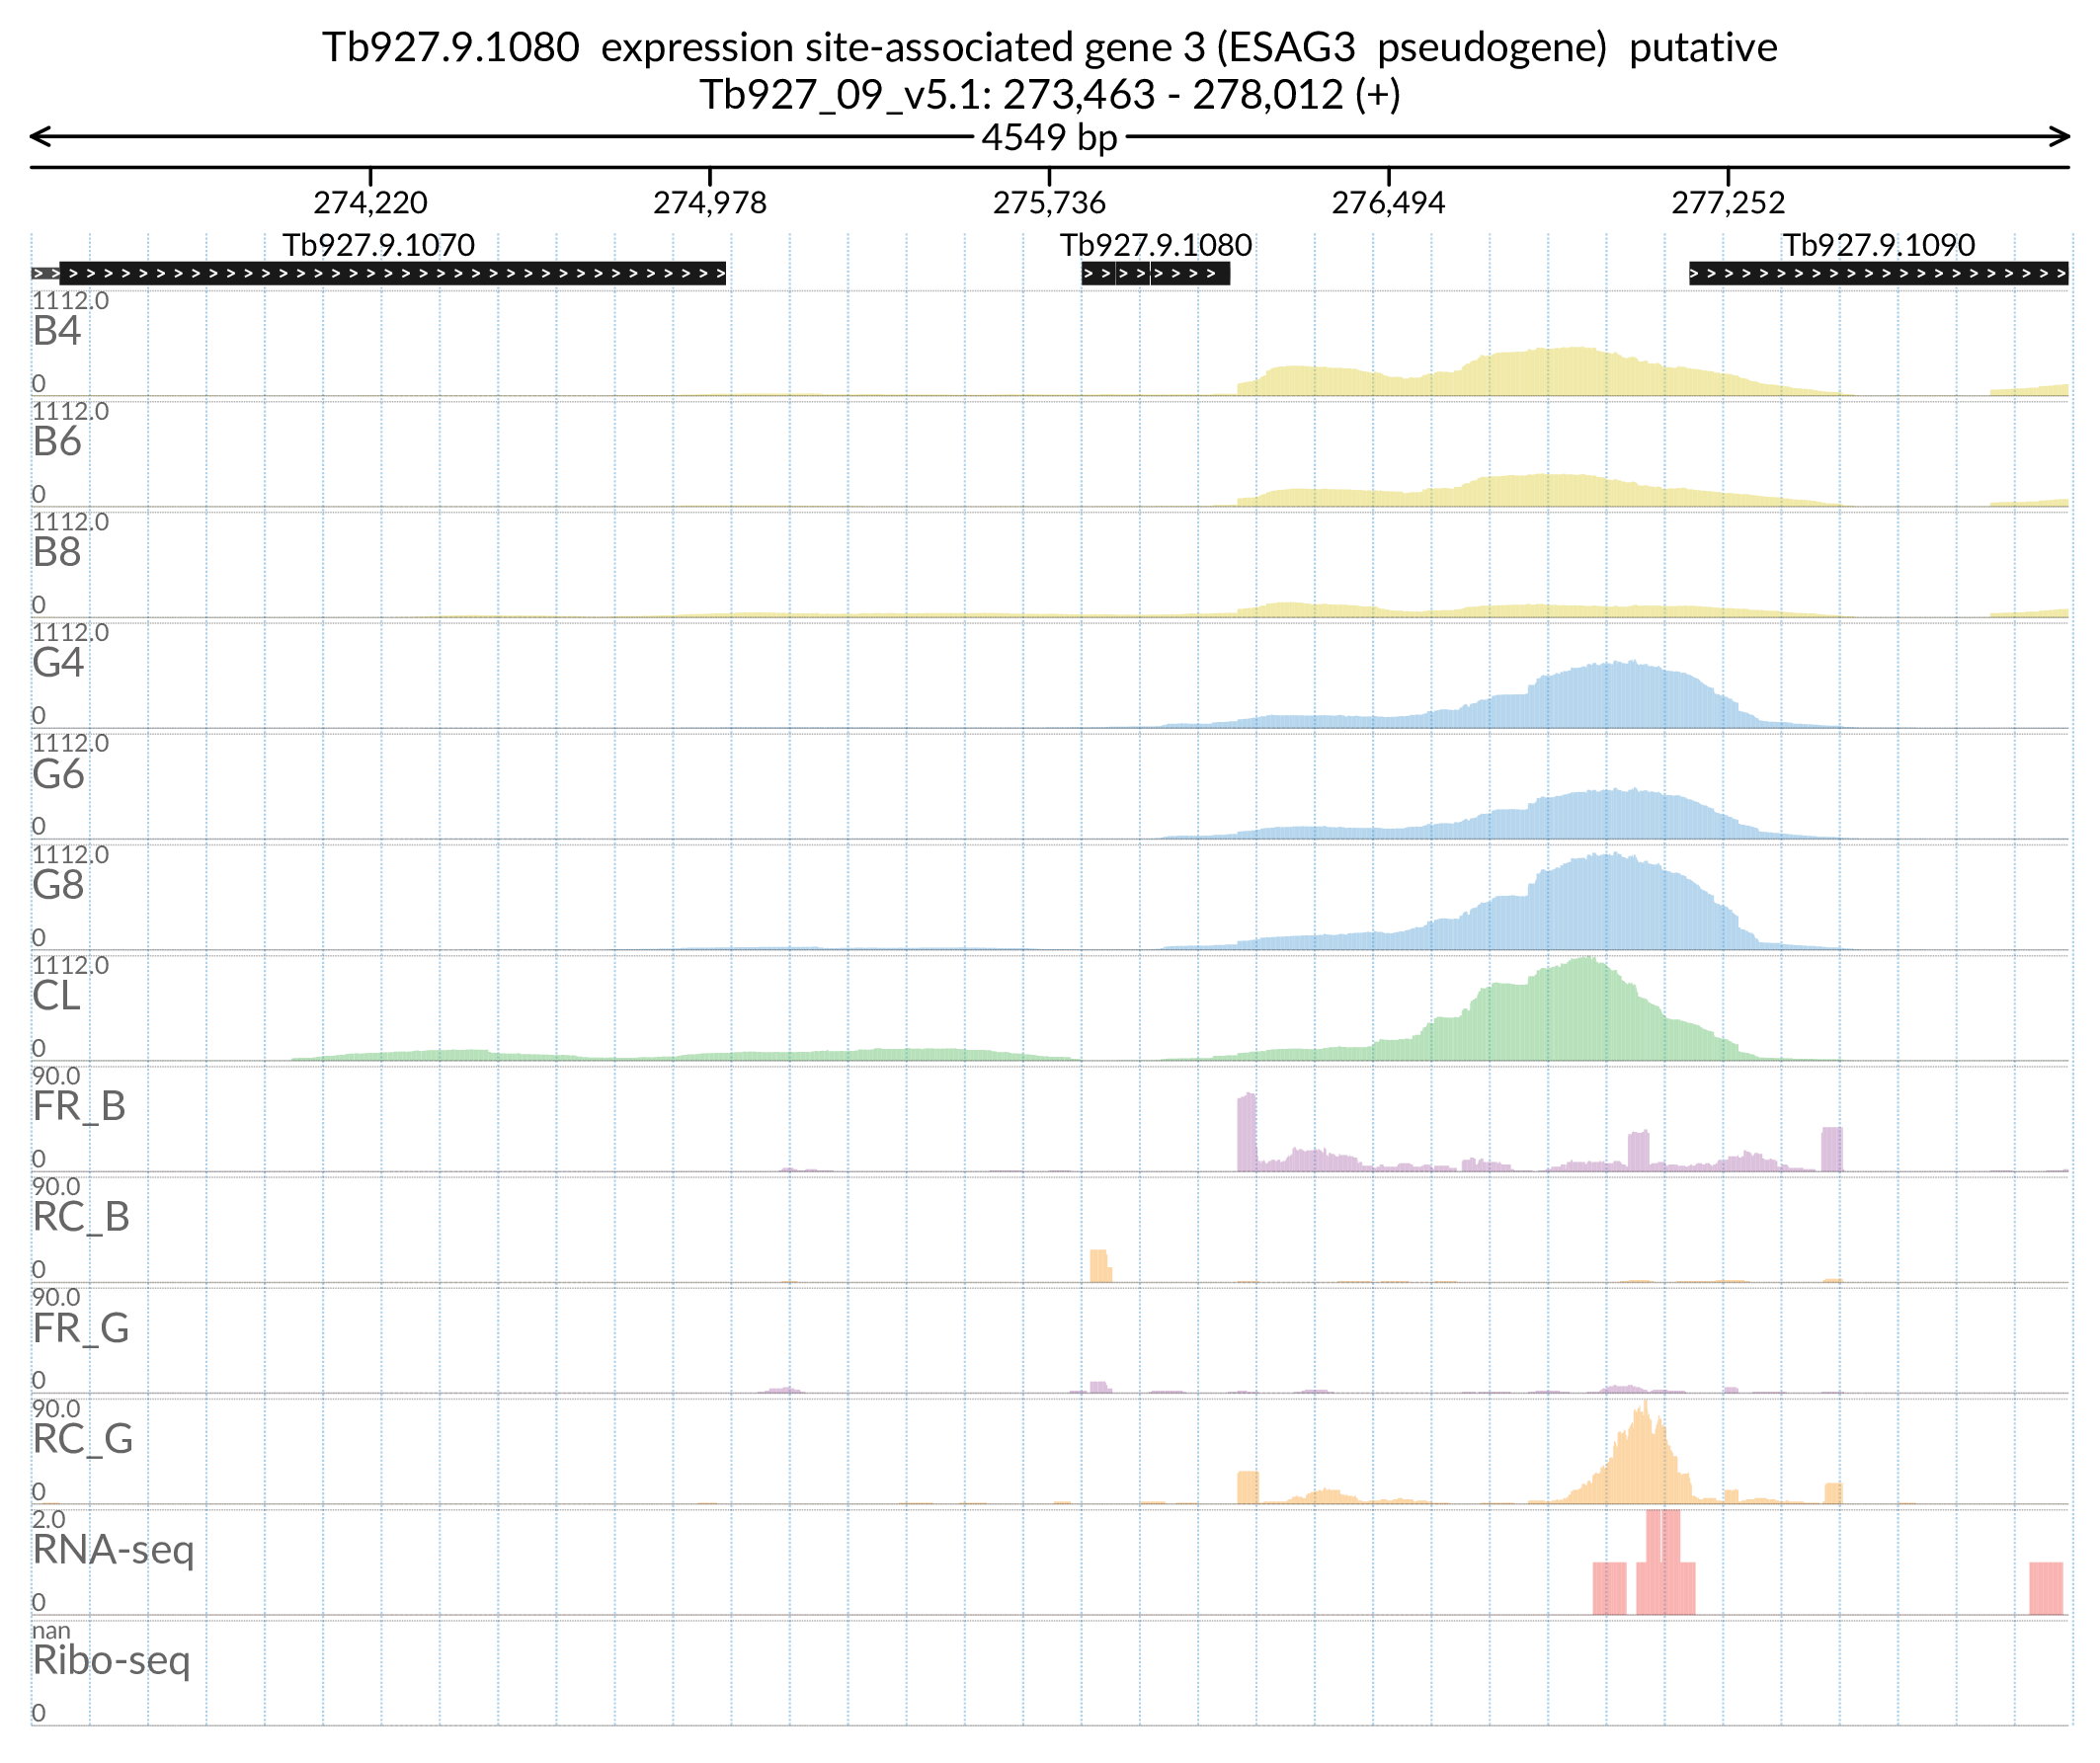 Tb927.9.1080  expression site-associated gene 3 (ESAG3  pseudogene)  putative
Tb927_09_v5.1: 273,463 - 278,012 (+)
4549 bp
274,220 274,978 275,736 276,494 277,252
Tb927.9.1070 Tb927.9.1080 Tb927.9.1090
1112.0
B4
0
1112.0
B6
0
1112.0
B8
0
1112.0
G4
0
1112.0
G6
0
1112.0
G8
0
1112.0
CL
0
90.0
FR_B
0
90.0
RC_B
0
90.0
FR_G
0
90.0
RC_G
0
2.0
RNA-seq
0
nan
Ribo-seq
0